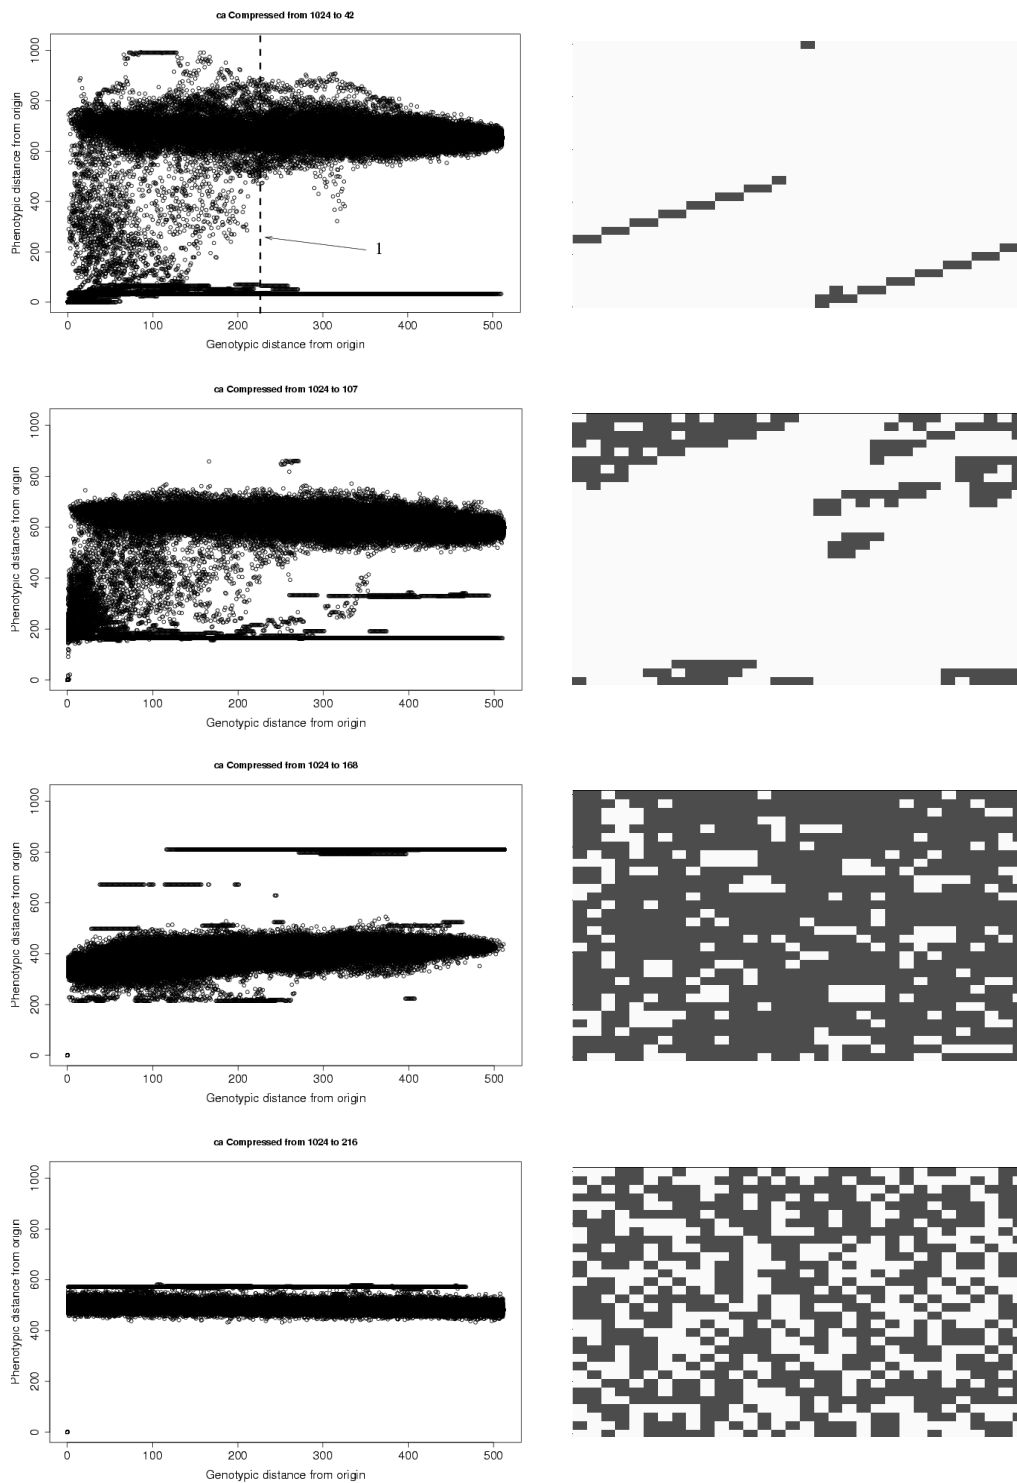 ca Compressed from 1024 to 42
Phenotypic distance from origin
1000
800
600
400
200
0
1
0 100 200 300 400 500
Genotypic distance from origin
ca Compressed from 1024 to 107
Phenotypic distance from origin
1000
800
600
400
200
0
0 100 200 300 400 500
Genotypic distance from origin
ca Compressed from 1024 to 168
Phenotypic distance from origin
1000
800
600
400
200
0
0 100 200 300 400 500
Genotypic distance from origin
ca Compressed from 1024 to 216
Phenotypic distance from origin
1000
800
600
400
200
0
0 100 200 300 400 500
Genotypic distance from origin